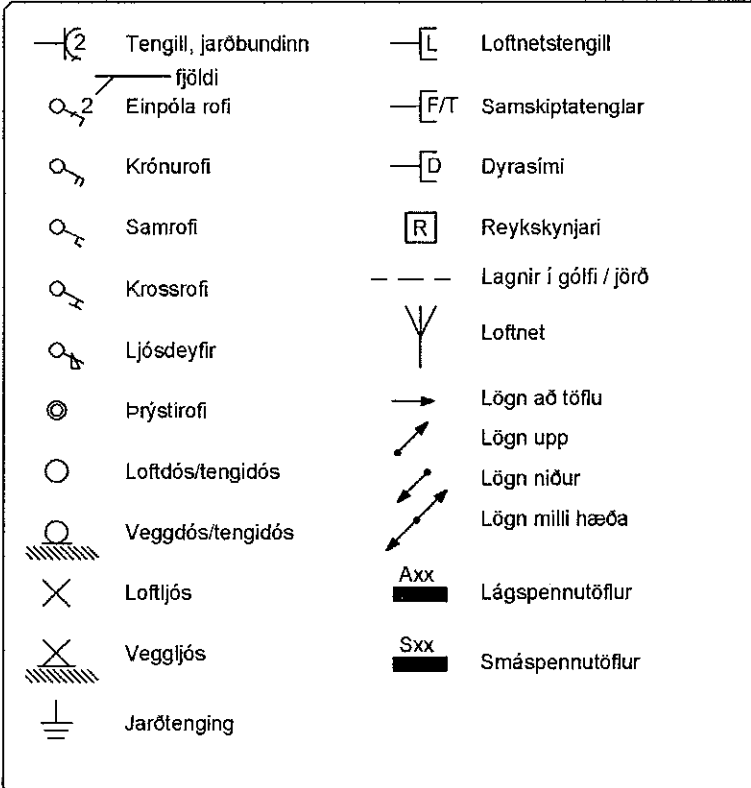 2 Tengill, jarðbundinn
fjöldi
2 Einpóla rofi
Krónurofi
Samrofi
Krossrofi
Ljósdeyfir
Þrýstirofi
Loftdós/tengidós
Veggdós/tengidós
Loftljós
Veggljós
Jarðtenging
L Loftnetstengill
F/T Samskiptatenglar
D Dyrasími
R Reykskynjari
Lagnir í gólfi / jörð
Loftnet
Lögn að töflu
Lögn upp
Lögn niður
Lögn milli hæða
Axx
Lágspennutöflur
Sxx
Smáspennutöflur